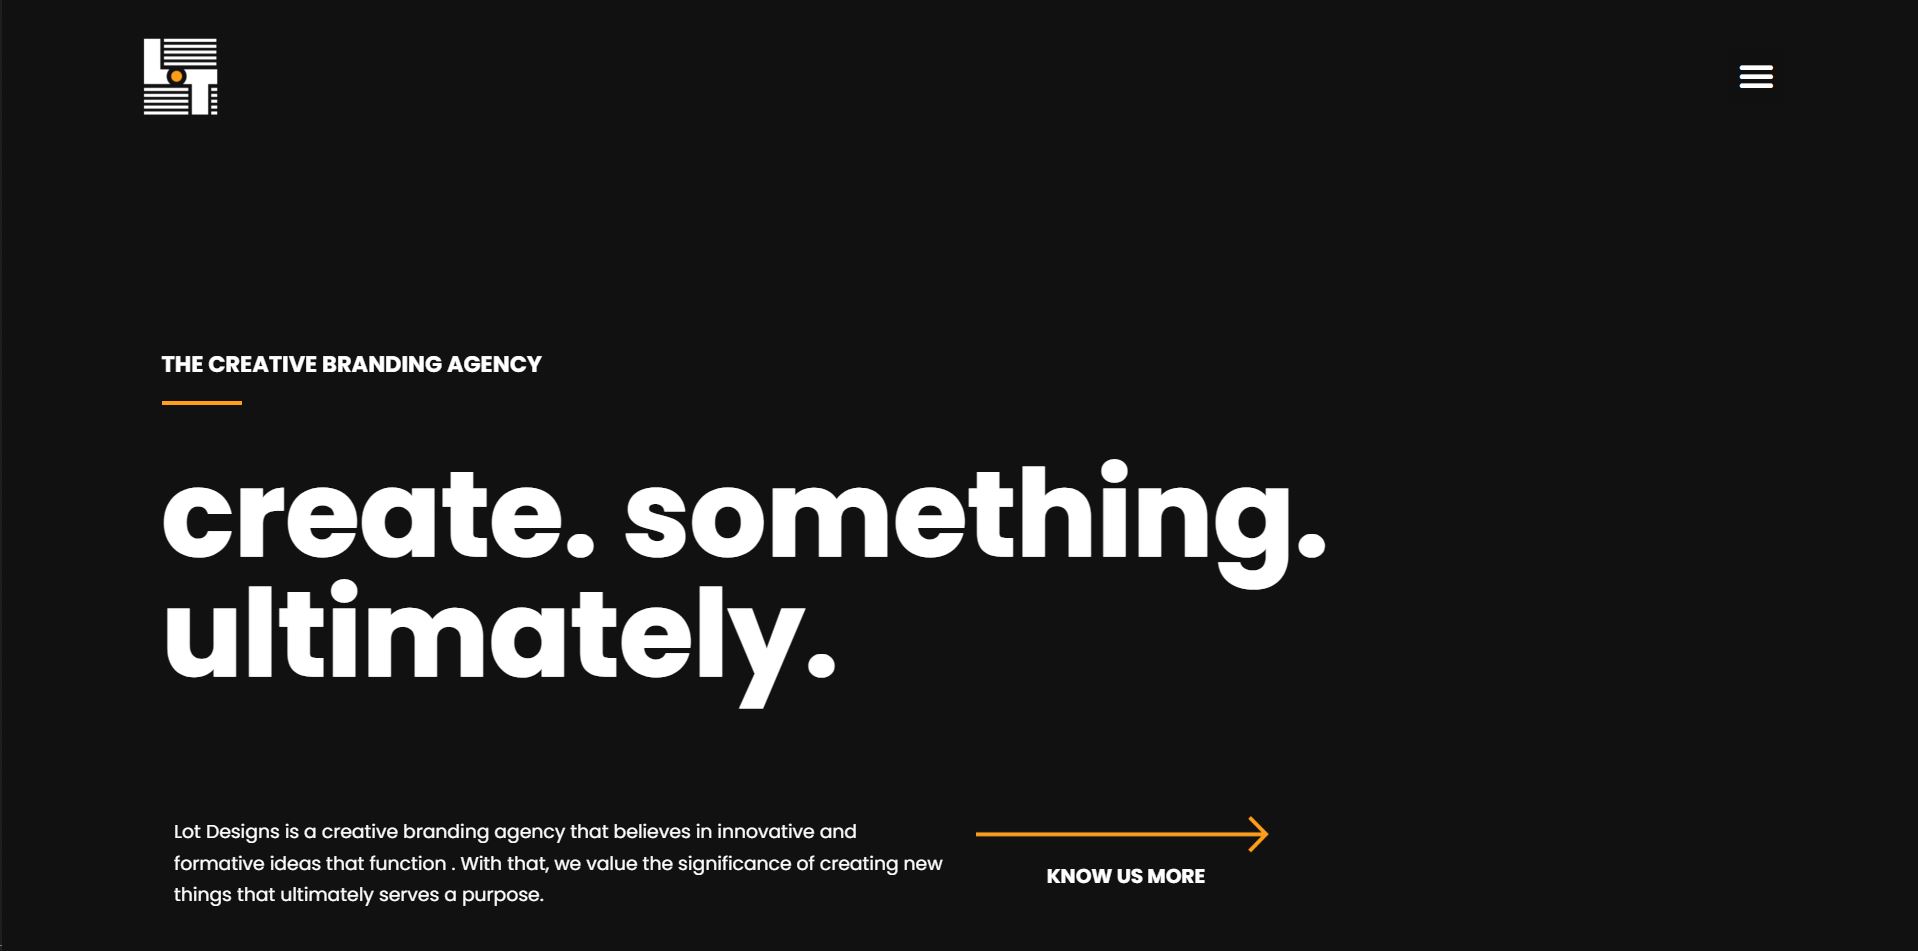 LOT
THE CREATIVE BRANDING AGENCY
create. something.
ultimately.
Lot Designs is a creative branding agency that believes in innovative and
formative ideas that function . With that, we value the significance of creating new
things that ultimately serves a purpose.
KNOW US MORE